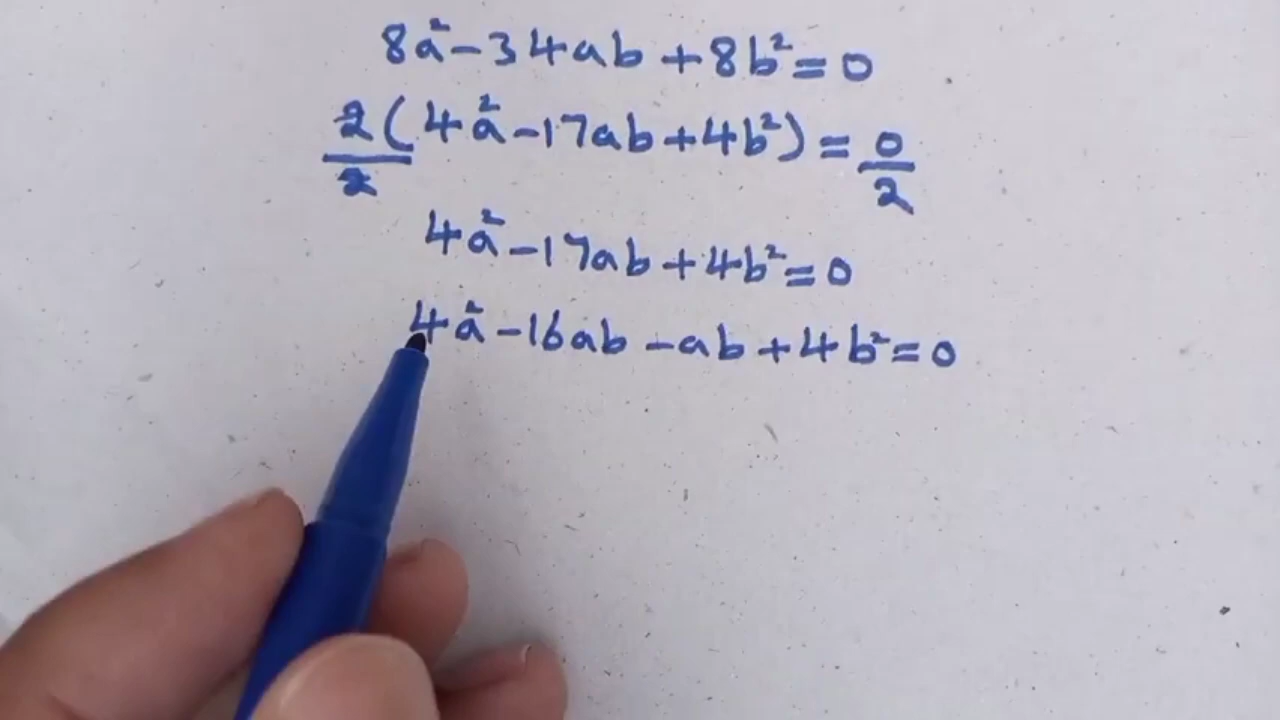 8a²-34ab+8b²=0
2(4a²-17ab+4b²)=0
2 2
4a²-17ab+4b²=0
4a²-16ab-ab+4b²=0